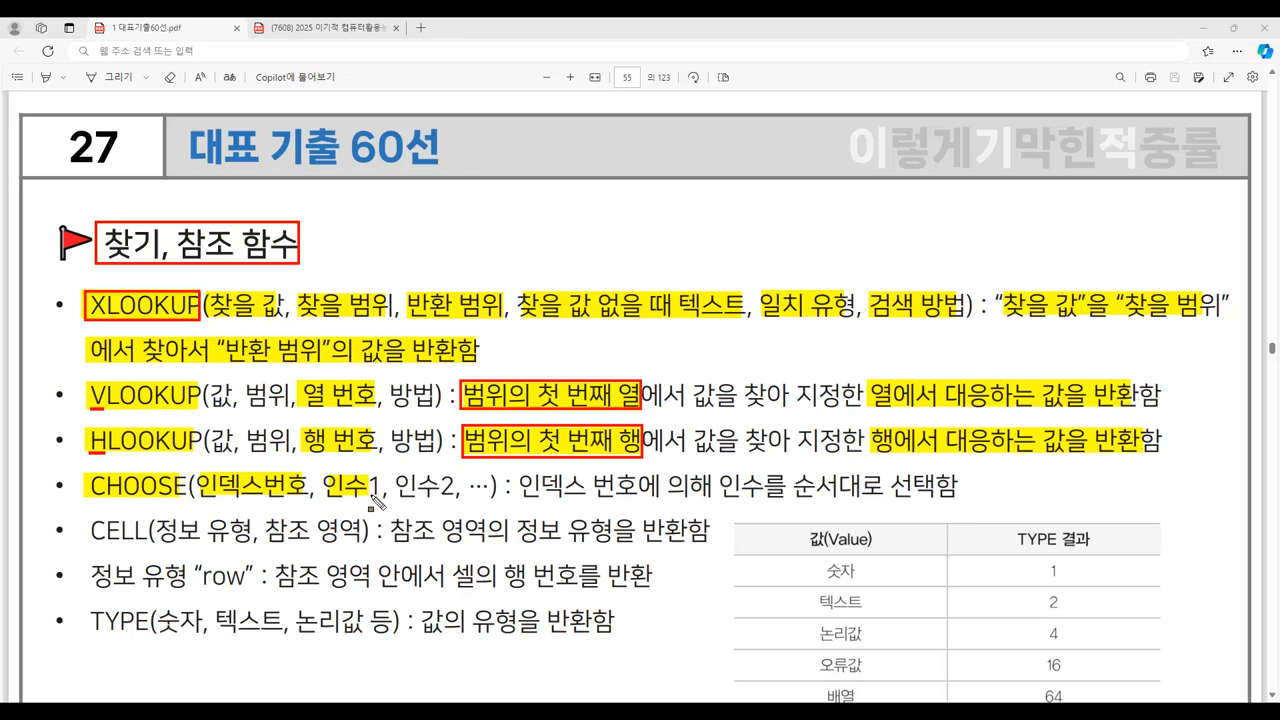 1 대표기출60선.pdf
(7608) 2025 이기적 컴퓨터활용능
웹 주소 검색 또는 입력
그리기
aあ
Copilot에 물어보기
55 의 123
27 대표 기출 60선 이렇게기막힌적중률
찾기, 참조 함수
• XLOOKUP(찾을 값, 찾을 범위, 반환 범위, 찾을 값 없을 때 텍스트, 일치 유형, 검색 방법) : “찾을 값”을 “찾을 범위”
에서 찾아서 “반환 범위”의 값을 반환함
• VLOOKUP(값, 범위, 열 번호, 방법) : 범위의 첫 번째 열에서 값을 찾아 지정한 열에서 대응하는 값을 반환함
• HLOOKUP(값, 범위, 행 번호, 방법) : 범위의 첫 번째 행에서 값을 찾아 지정한 행에서 대응하는 값을 반환함
• CHOOSE(인덱스번호, 인수1, 인수2, …) : 인덱스 번호에 의해 인수를 순서대로 선택함
• CELL(정보 유형, 참조 영역) : 참조 영역의 정보 유형을 반환함
• 정보 유형 “row” : 참조 영역 안에서 셀의 행 번호를 반환
• TYPE(숫자, 텍스트, 논리값 등) : 값의 유형을 반환함
값(Value) TYPE 결과
숫자 1
텍스트 2
논리값 4
오류값 16
배열 64